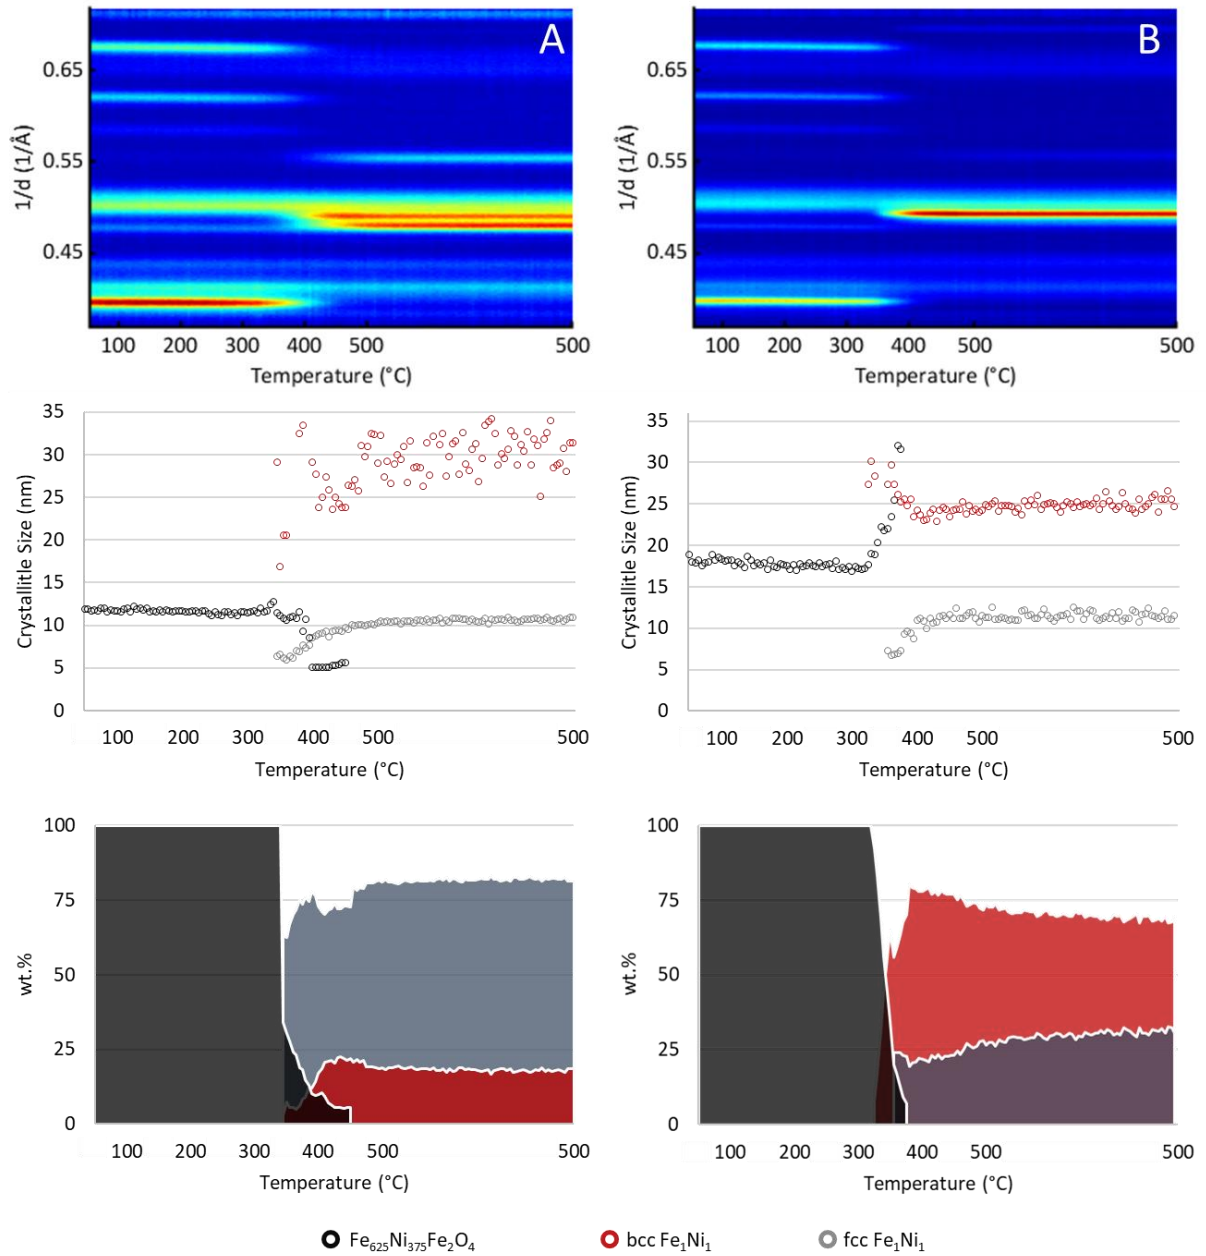 A
B
0.65
0.55
0.45
1/d (1/Å)
100 200 300 400 500 500
Temperature (°C)
0.65
0.55
0.45
1/d (1/Å)
100 200 300 400 500 500
Temperature (°C)
35
30
25
20
15
10
5
0
Crystallitle Size (nm)
100 200 300 400 500 500
Temperature (°C)
35
30
25
20
15
10
5
0
Crystallitle Size (nm)
100 200 300 400 500 500
Temperature (°C)
100
75
50
25
0
wt.%
100 200 300 400 500 500
Temperature (°C)
100
75
50
25
0
wt.%
100 200 300 400 500 500
Temperature (°C)
Fe₆₂₅Ni₃₇₅Fe₂O₄ bcc Fe₁Ni₁ fcc Fe₁Ni₁